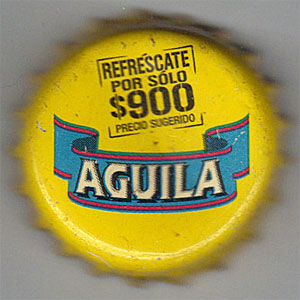 REFRÉSCATE
POR SÓLO
$900
PRECIO SUGERIDO
AGUILA